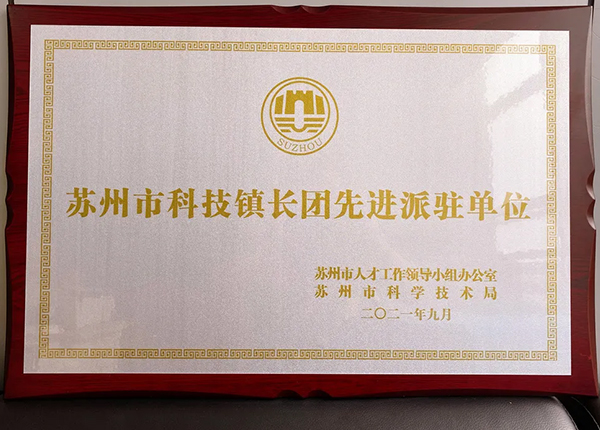 SUZHOU
苏州市科技镇长团先进派驻单位
苏州市人才工作领导小组办公室
苏州市科学技术局
二〇二一年九月